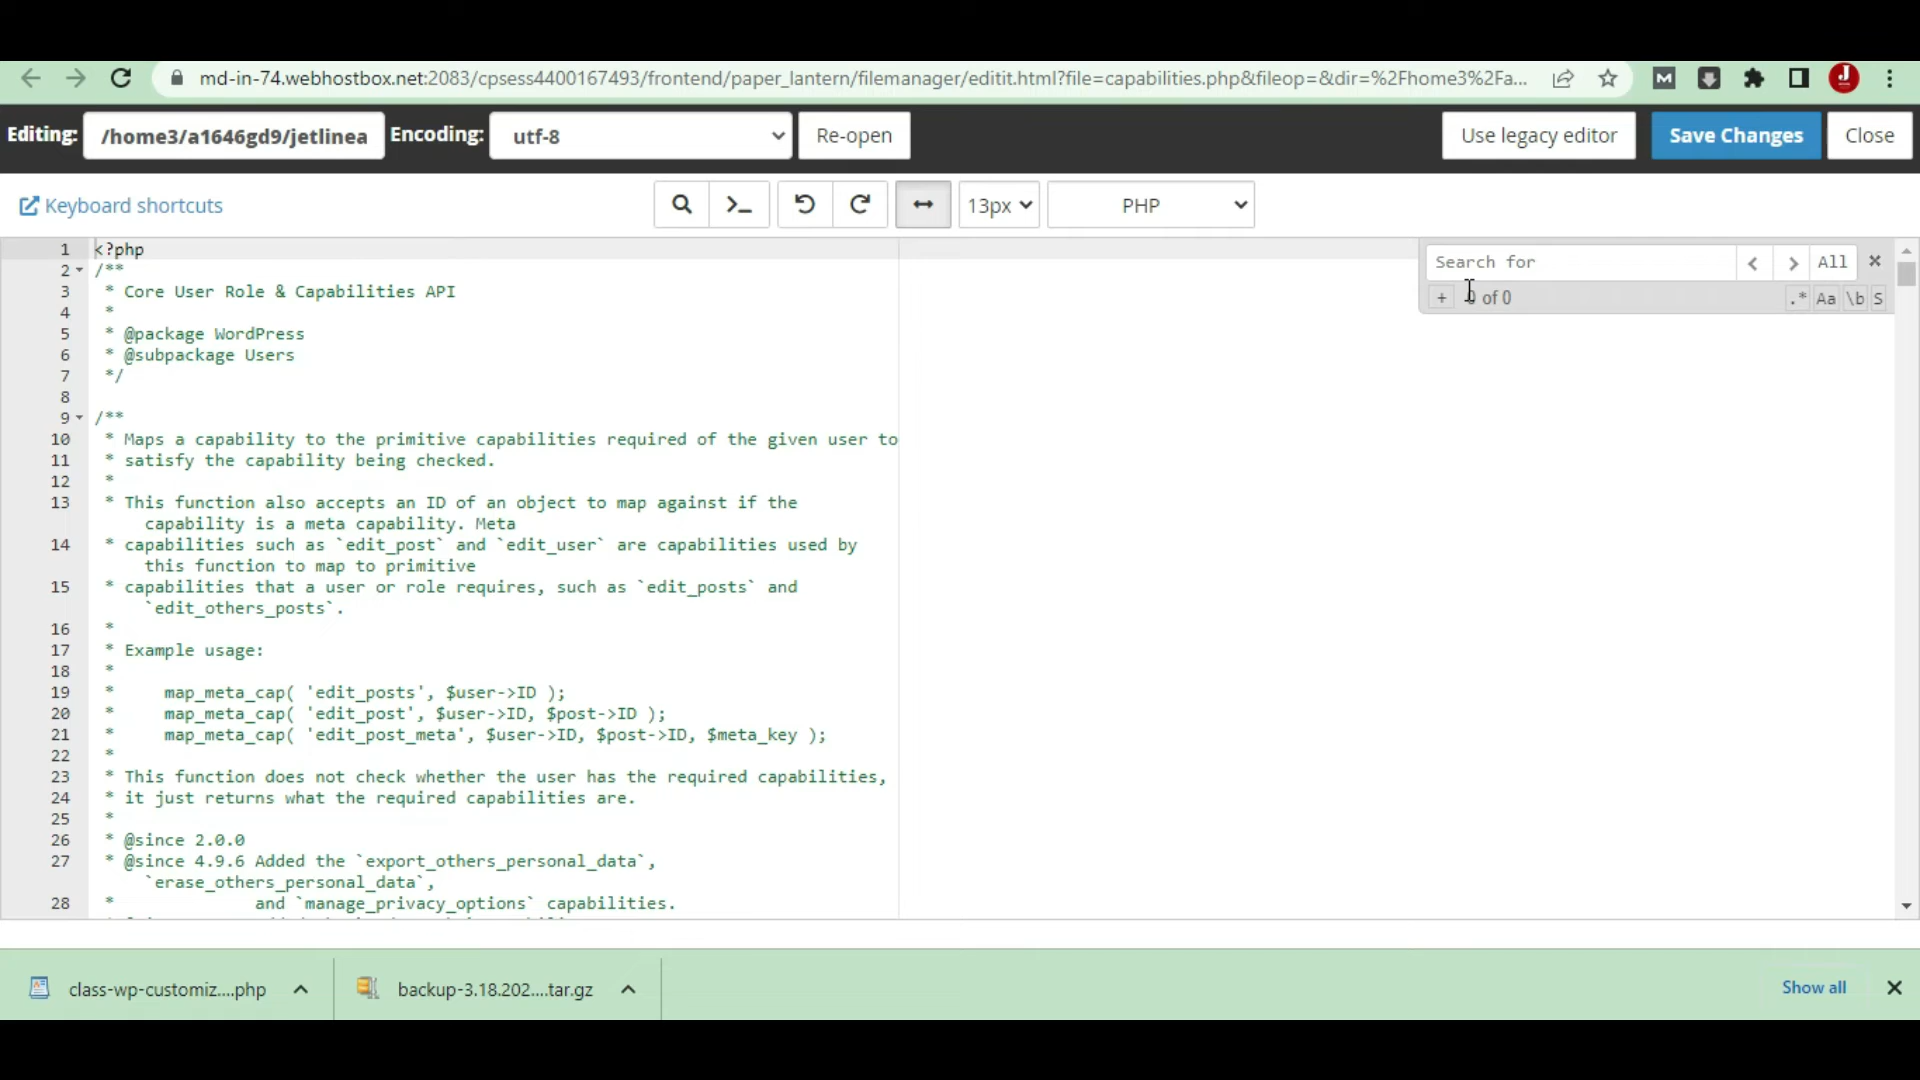 md-in-74.webhostbox.net:2083/cpsess4400167493/frontend/paper_lantern/filemanager/editit.html?file=capabilities.php&fileop=&dir=%2Fhome3%2Fa...
Editing: /home3/a1646gd9/jetlinea Encoding: utf-8 Re-open Use legacy editor Save Changes Close
Keyboard shortcuts 13px PHP
Search for All
+ of 0 .* Aa \b S
1 <?php
2 /**
3 * Core User Role & Capabilities API
4 *
5 * @package WordPress
6 * @subpackage Users
7 */
8
9 /**
10 * Maps a capability to the primitive capabilities required of the given user to
11 * satisfy the capability being checked.
12 *
13 * This function also accepts an ID of an object to map against if the
capability is a meta capability. Meta
14 * capabilities such as `edit_post` and `edit_user` are capabilities used by
this function to map to primitive
15 * capabilities that a user or role requires, such as `edit_posts` and
`edit_others_posts`.
16 *
17 * Example usage:
18 *
19 * map_meta_cap( 'edit_posts', $user->ID );
20 * map_meta_cap( 'edit_post', $user->ID, $post->ID );
21 * map_meta_cap( 'edit_post_meta', $user->ID, $post->ID, $meta_key );
22 *
23 * This function does not check whether the user has the required capabilities,
24 * it just returns what the required capabilities are.
25 *
26 * @since 2.0.0
27 * @since 4.9.6 Added the `export_others_personal_data`,
`erase_others_personal_data`,
28 * and `manage_privacy_options` capabilities.
class-wp-customiz....php backup-3.18.202....tar.gz Show all